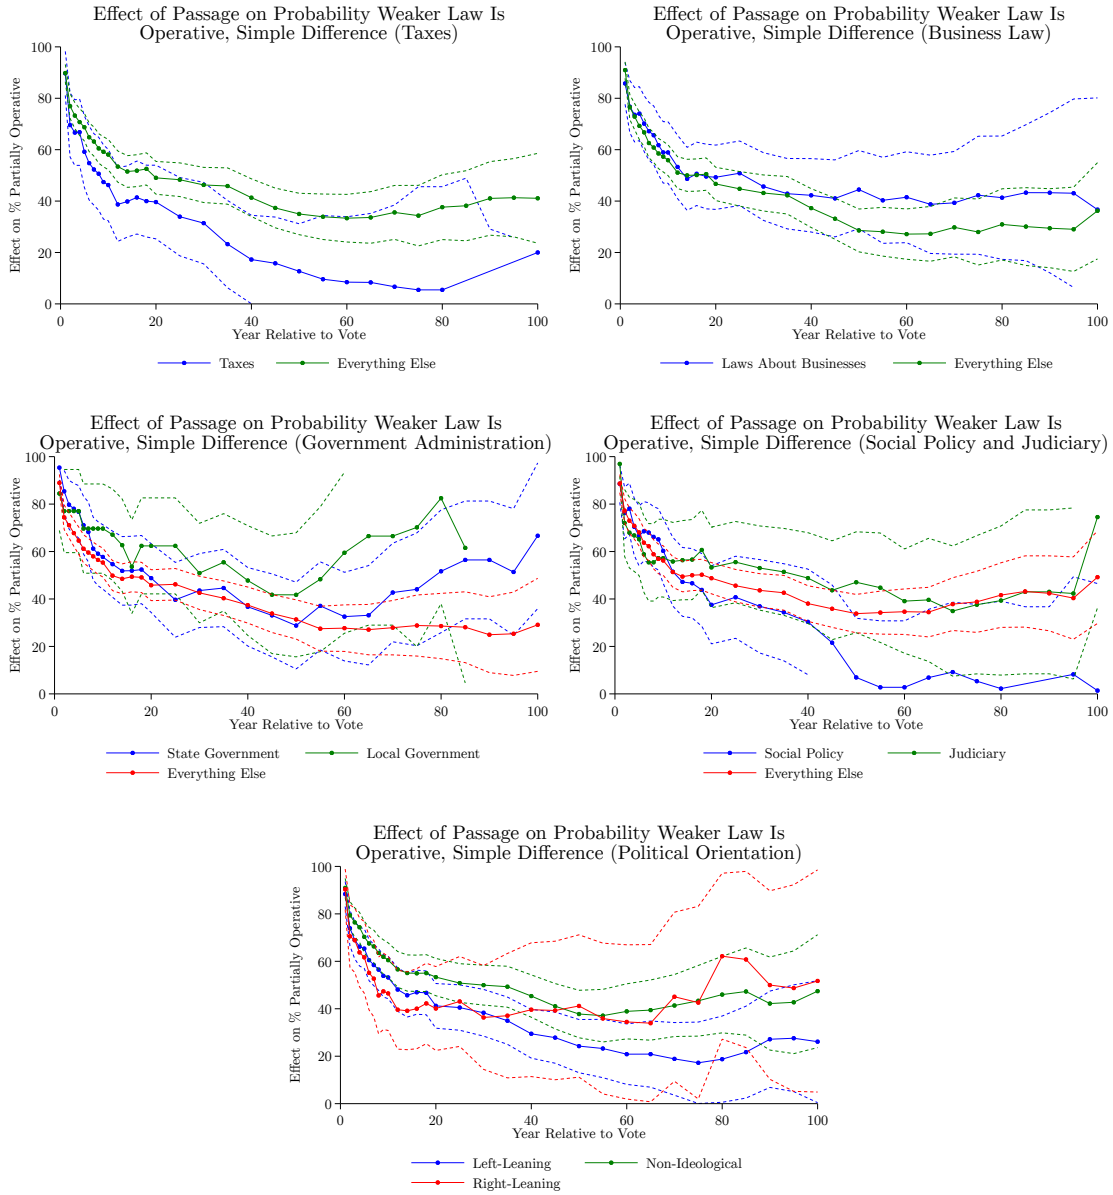 Effect of Passage on Probability Weaker Law Is
Operative, Simple Difference (Taxes)
Effect on % Partially Operative
100
80
60
40
20
0
0 20 40 60 80 100
Year Relative to Vote
Taxes Everything Else
Effect of Passage on Probability Weaker Law Is
Operative, Simple Difference (Business Law)
Effect on % Partially Operative
100
80
60
40
20
0
0 20 40 60 80 100
Year Relative to Vote
Laws About Businesses Everything Else
Effect of Passage on Probability Weaker Law Is
Operative, Simple Difference (Government Administration)
Effect on % Partially Operative
100
80
60
40
20
0
0 20 40 60 80 100
Year Relative to Vote
State Government Local Government
Everything Else
Effect of Passage on Probability Weaker Law Is
Operative, Simple Difference (Social Policy and Judiciary)
Effect on % Partially Operative
100
80
60
40
20
0
0 20 40 60 80 100
Year Relative to Vote
Social Policy Judiciary
Everything Else
Effect of Passage on Probability Weaker Law Is
Operative, Simple Difference (Political Orientation)
Effect on % Partially Operative
100
80
60
40
20
0
0 20 40 60 80 100
Year Relative to Vote
Left-Leaning Non-Ideological
Right-Leaning